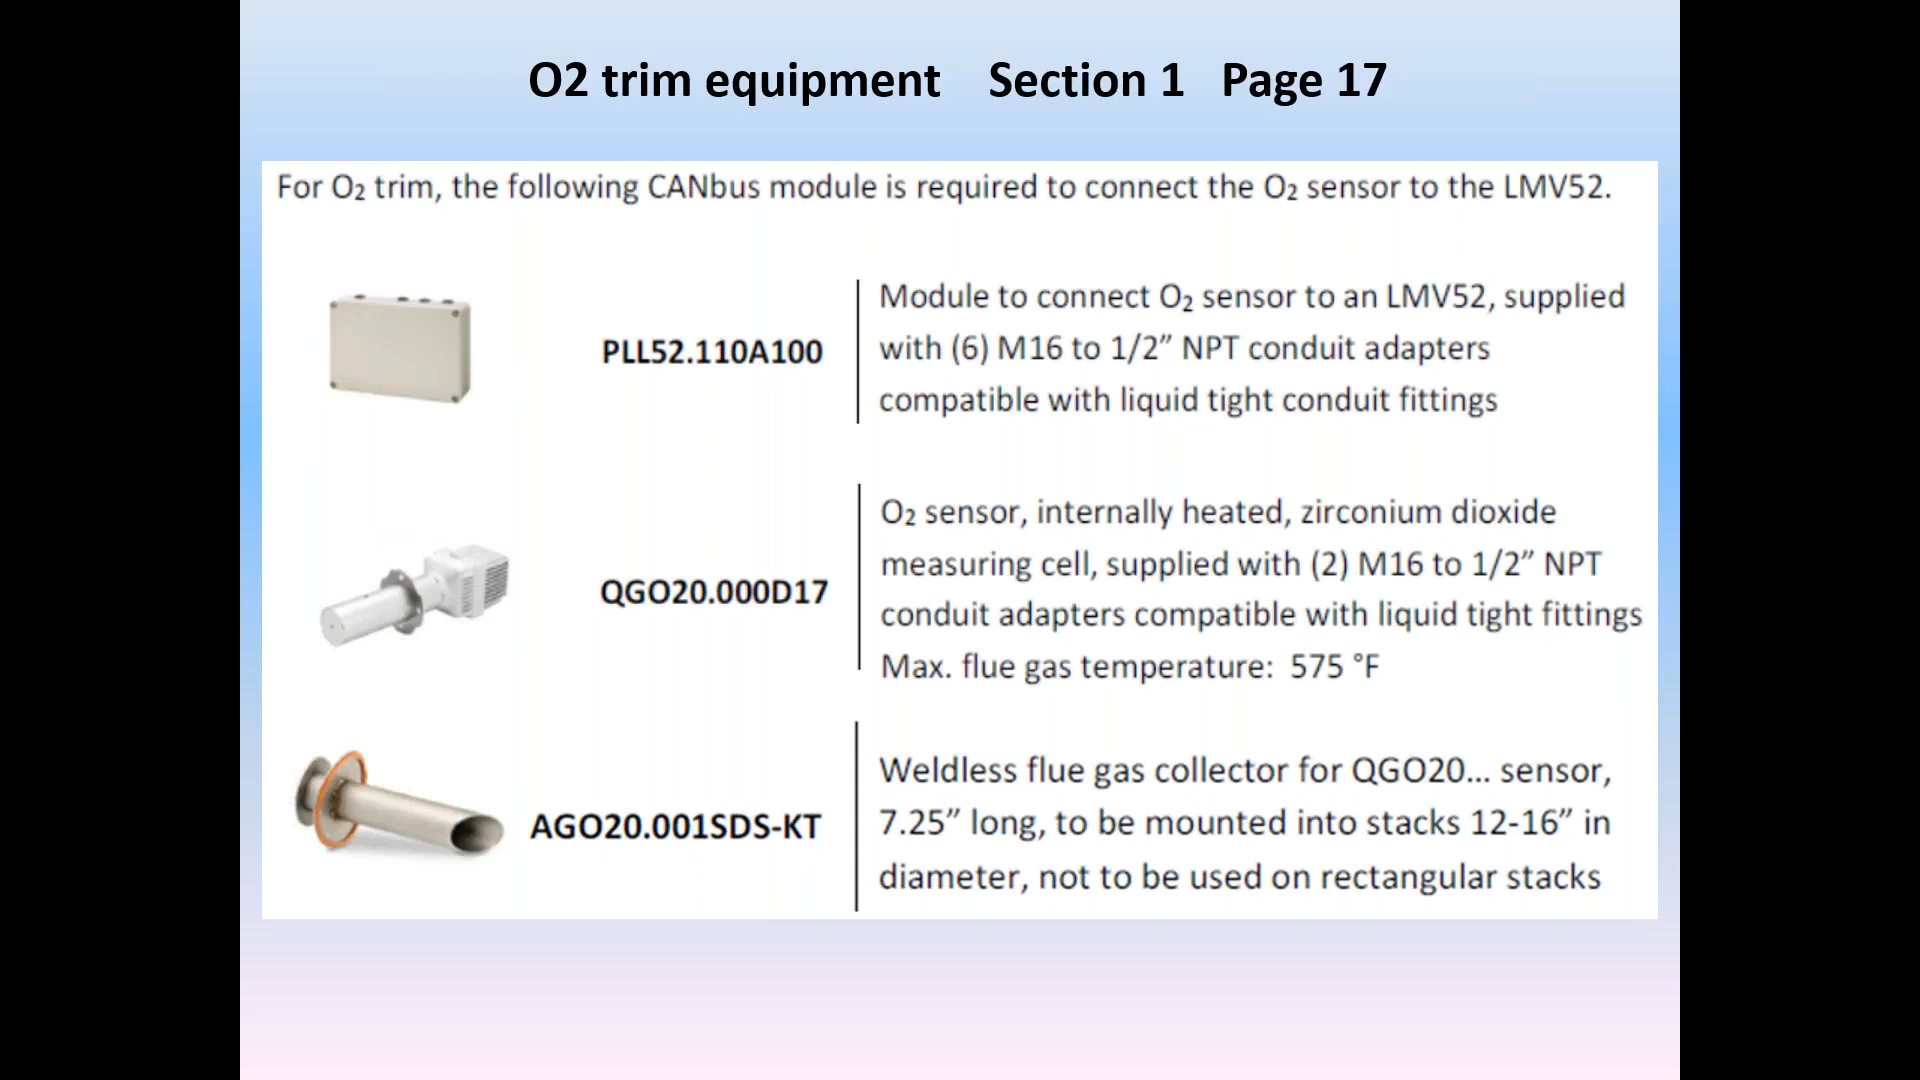 O2 trim equipment Section 1 Page 17
For O₂ trim, the following CANbus module is required to connect the O₂ sensor to the LMV52.
PLL52.110A100
Module to connect O₂ sensor to an LMV52, supplied
with (6) M16 to 1/2” NPT conduit adapters
compatible with liquid tight conduit fittings
QGO20.000D17
O₂ sensor, internally heated, zirconium dioxide
measuring cell, supplied with (2) M16 to 1/2” NPT
conduit adapters compatible with liquid tight fittings
Max. flue gas temperature: 575 °F
AGO20.001SDS-KT
Weldless flue gas collector for QGO20... sensor,
7.25” long, to be mounted into stacks 12-16” in
diameter, not to be used on rectangular stacks